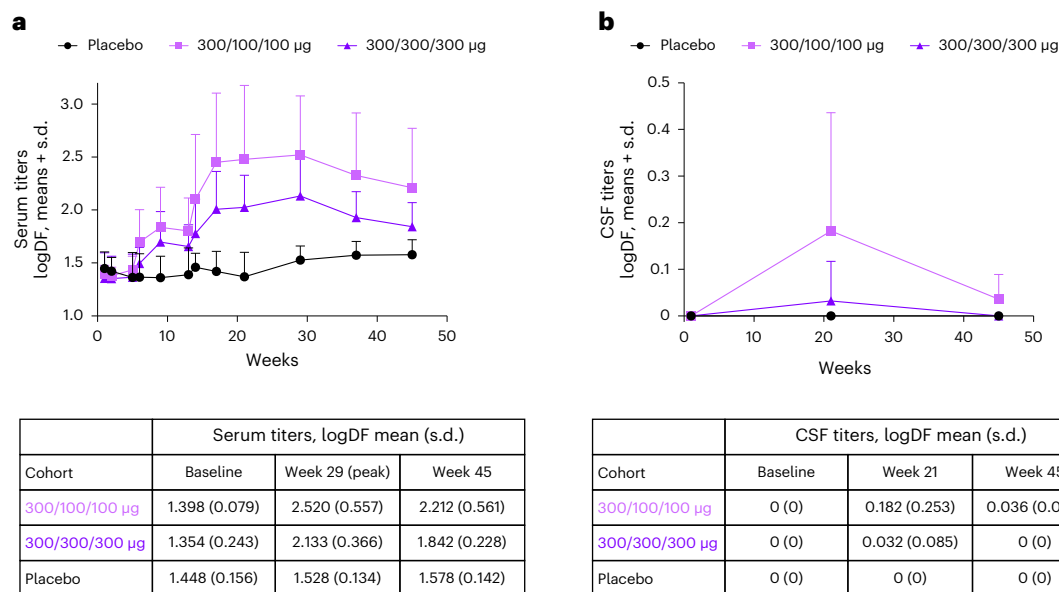 a
Placebo 300/100/100 µg 300/300/300 µg
Serum titers
logDF, means + s.d.
3.0
2.5
2.0
1.5
1.0
0 10 20 30 40 50
Weeks
Serum titers, logDF mean (s.d.)
Cohort Baseline Week 29 (peak) Week 45
300/100/100 µg 1.398 (0.079) 2.520 (0.557) 2.212 (0.561)
300/300/300 µg 1.354 (0.243) 2.133 (0.366) 1.842 (0.228)
Placebo 1.448 (0.156) 1.528 (0.134) 1.578 (0.142)
b
Placebo 300/100/100 µg 300/300/300 µg
CSF titers
logDF, means + s.d.
0.5
0.4
0.3
0.2
0.1
0
0 10 20 30 40 50
Weeks
CSF titers, logDF mean (s.d.)
Cohort Baseline Week 21 Week 45
300/100/100 µg 0 (0) 0.182 (0.253) 0.036 (0.0
300/300/300 µg 0 (0) 0.032 (0.085) 0 (0)
Placebo 0 (0) 0 (0) 0 (0)